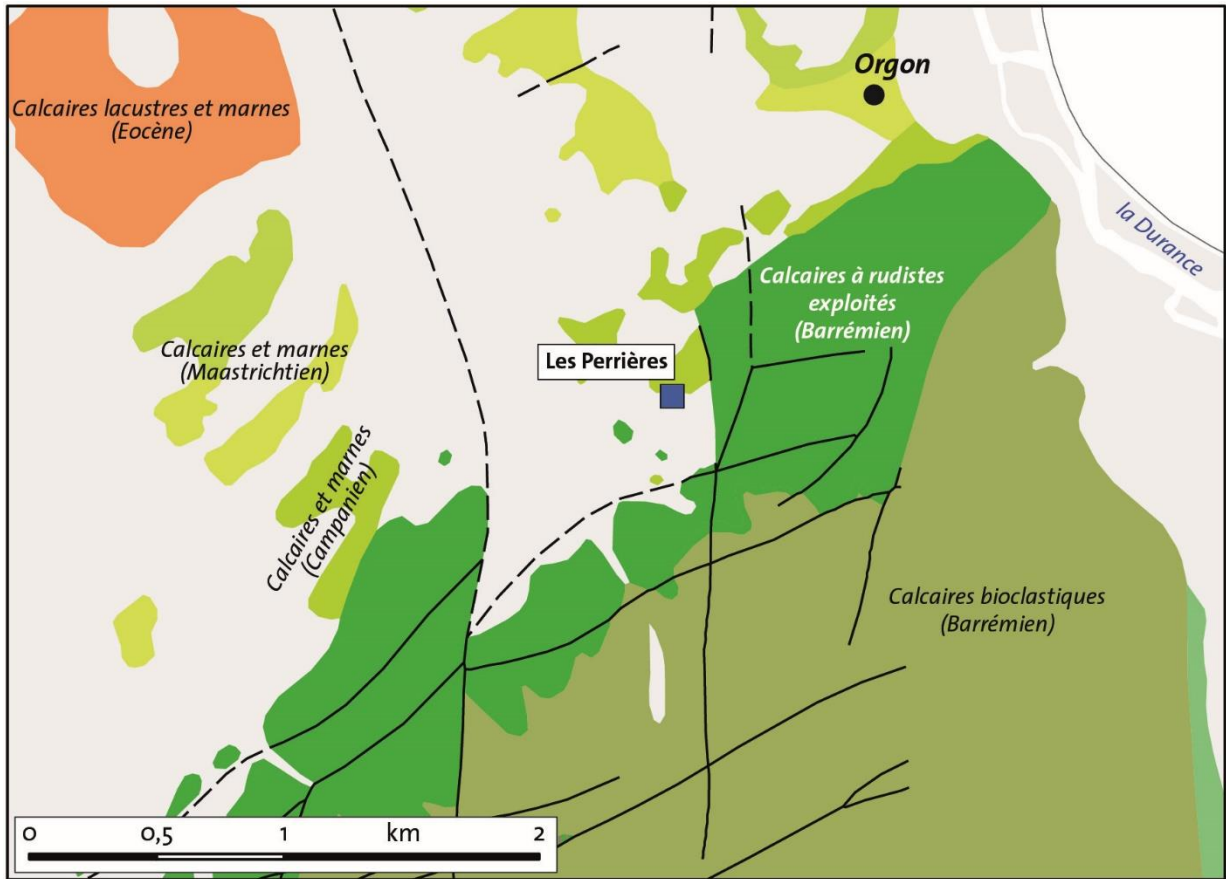 Orgon
Calcaires lacustres et marnes
(Eocène)
la Durance
Calcaires à rudistes
exploités
(Barrémien)
Calcaires et marnes
(Maastrichtien)
Les Perrières
Calcaires et marnes
(Campanien)
Calcaires bioclastiques
(Barrémien)
0 0,5 1 km 2